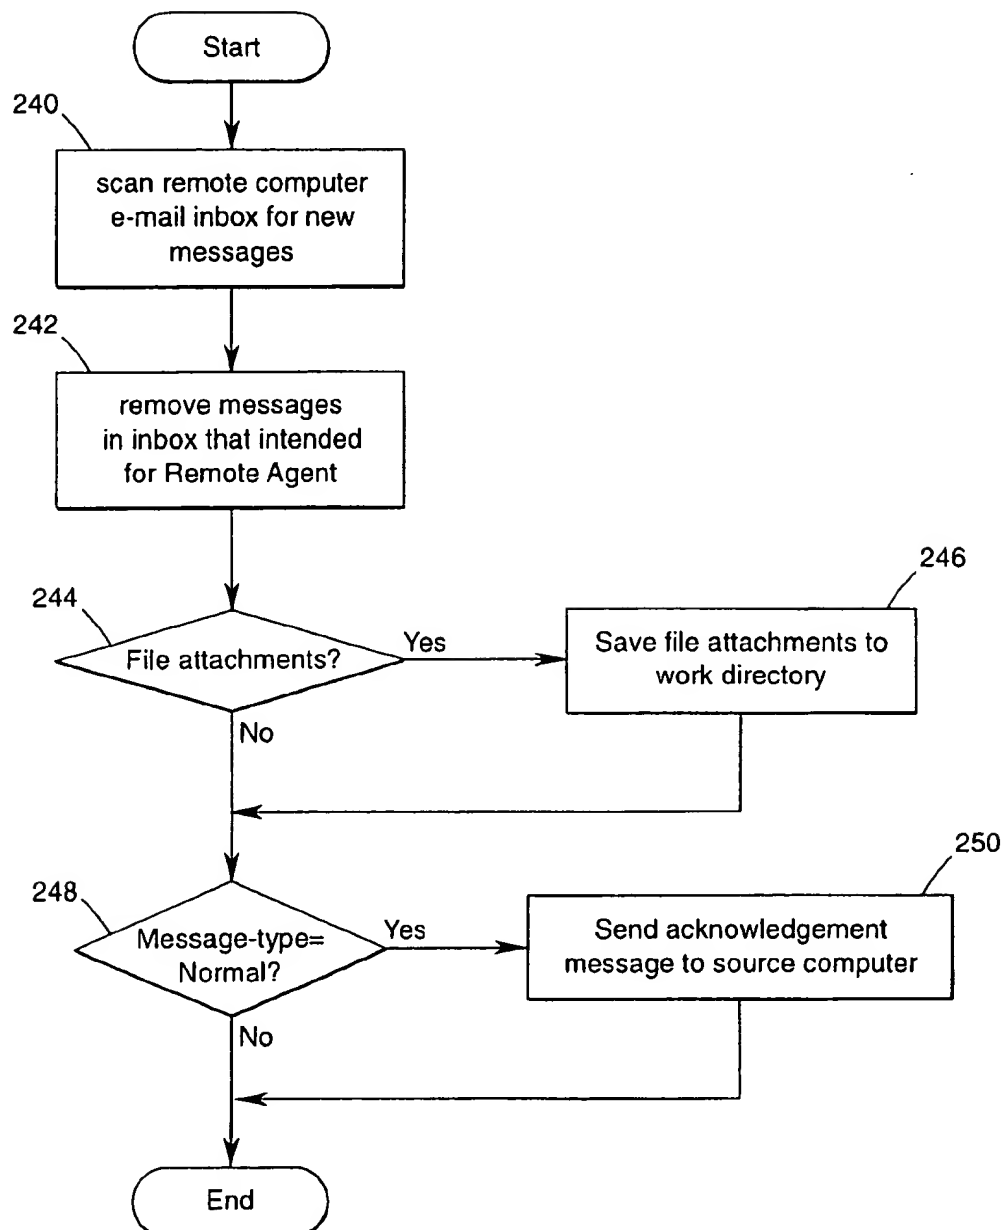 Start
240
scan remote computer
e-mail inbox for new
messages
242
remove messages
in inbox that intended
for Remote Agent
244
File attachments?
Yes
246
Save file attachments to
work directory
No
248
Message-type=
Normal?
Yes
250
Send acknowledgement
message to source computer
No
End